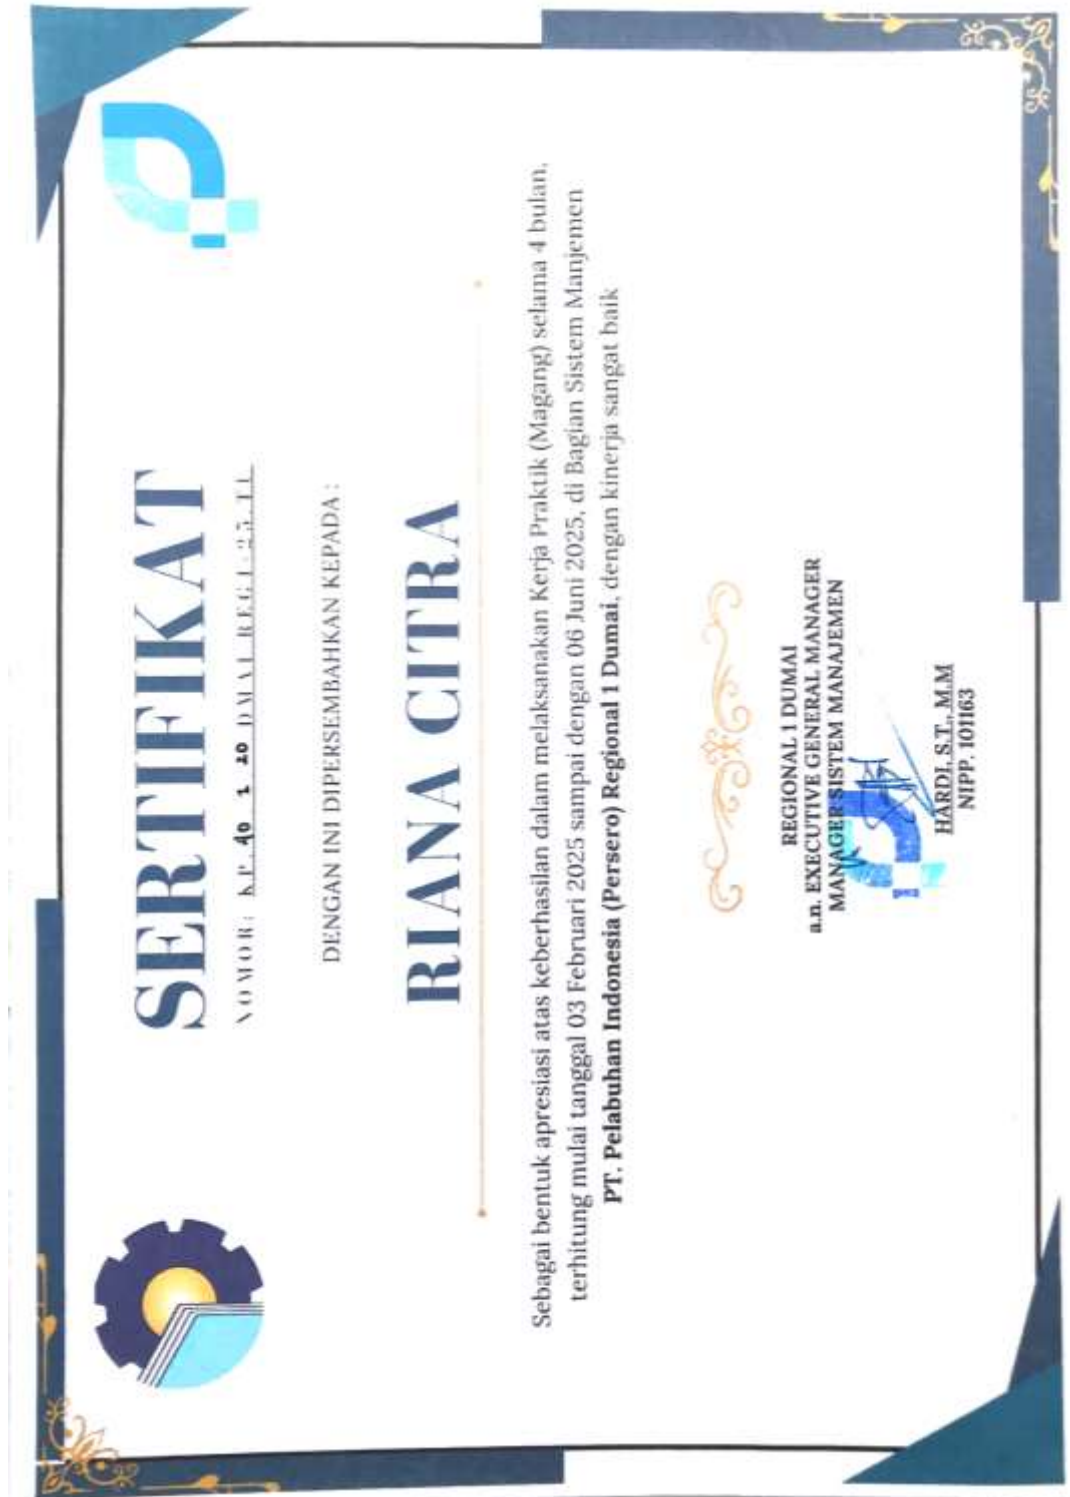 SERTIFIKAT
NOMOR: KP. 40 1 20 DMAI REG1-25.TL
DENGAN INI DIPERSEMBAHKAN KEPADA :
RIANA CITRA
Sebagai bentuk apresiasi atas keberhasilan dalam melaksanakan Kerja Praktik (Magang) selama 4 bulan,
terhitung mulai tanggal 03 Februari 2025 sampai dengan 06 Juni 2025, di Bagian Sistem Manjemen
PT. Pelabuhan Indonesia (Persero) Regional 1 Dumai, dengan kinerja sangat baik
REGIONAL 1 DUMAI
a.n. EXECUTIVE GENERAL MANAGER
MANAGER SISTEM MANAJEMEN
HARDI, S.T., M.M
NIPP. 101163